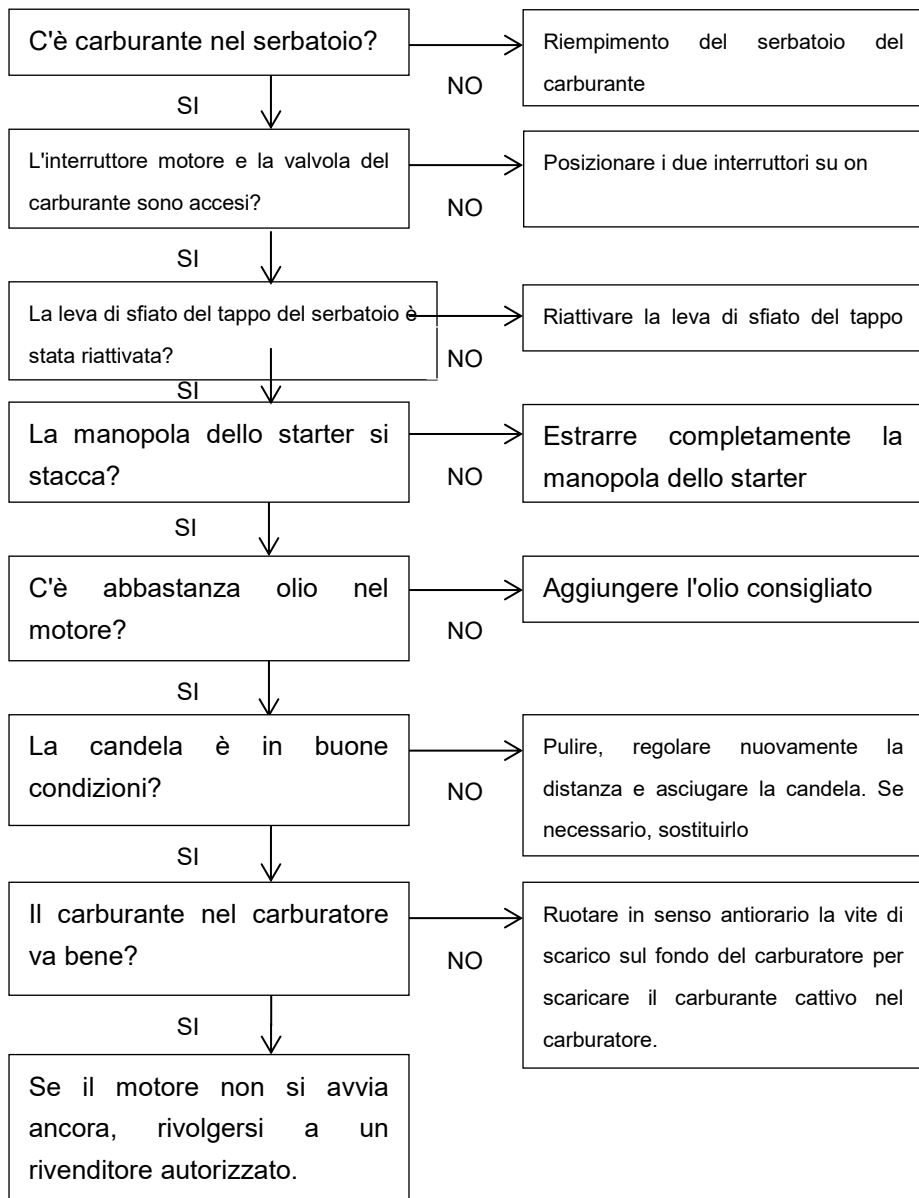 C'è carburante nel serbatoio?
NO
Riempimento del serbatoio del
carburante
SI
L'interruttore motore e la valvola del
carburante sono accesi?
NO
Posizionare i due interruttori su on
SI
La leva di sfiato del tappo del serbatoio è
stata riattivata?
NO
Riattivare la leva di sfiato del tappo
SI
La manopola dello starter si
stacca?
NO
Estrarre completamente la
manopola dello starter
SI
C'è abbastanza olio nel
motore?
NO
Aggiungere l'olio consigliato
SI
La candela è in buone
condizioni?
NO
Pulire, regolare nuovamente la
distanza e asciugare la candela. Se
necessario, sostituirlo
SI
Il carburante nel carburatore
va bene?
NO
Ruotare in senso antiorario la vite di
scarico sul fondo del carburatore per
scaricare il carburante cattivo nel
carburatore.
SI
Se il motore non si avvia
ancora, rivolgersi a un
rivenditore autorizzato.